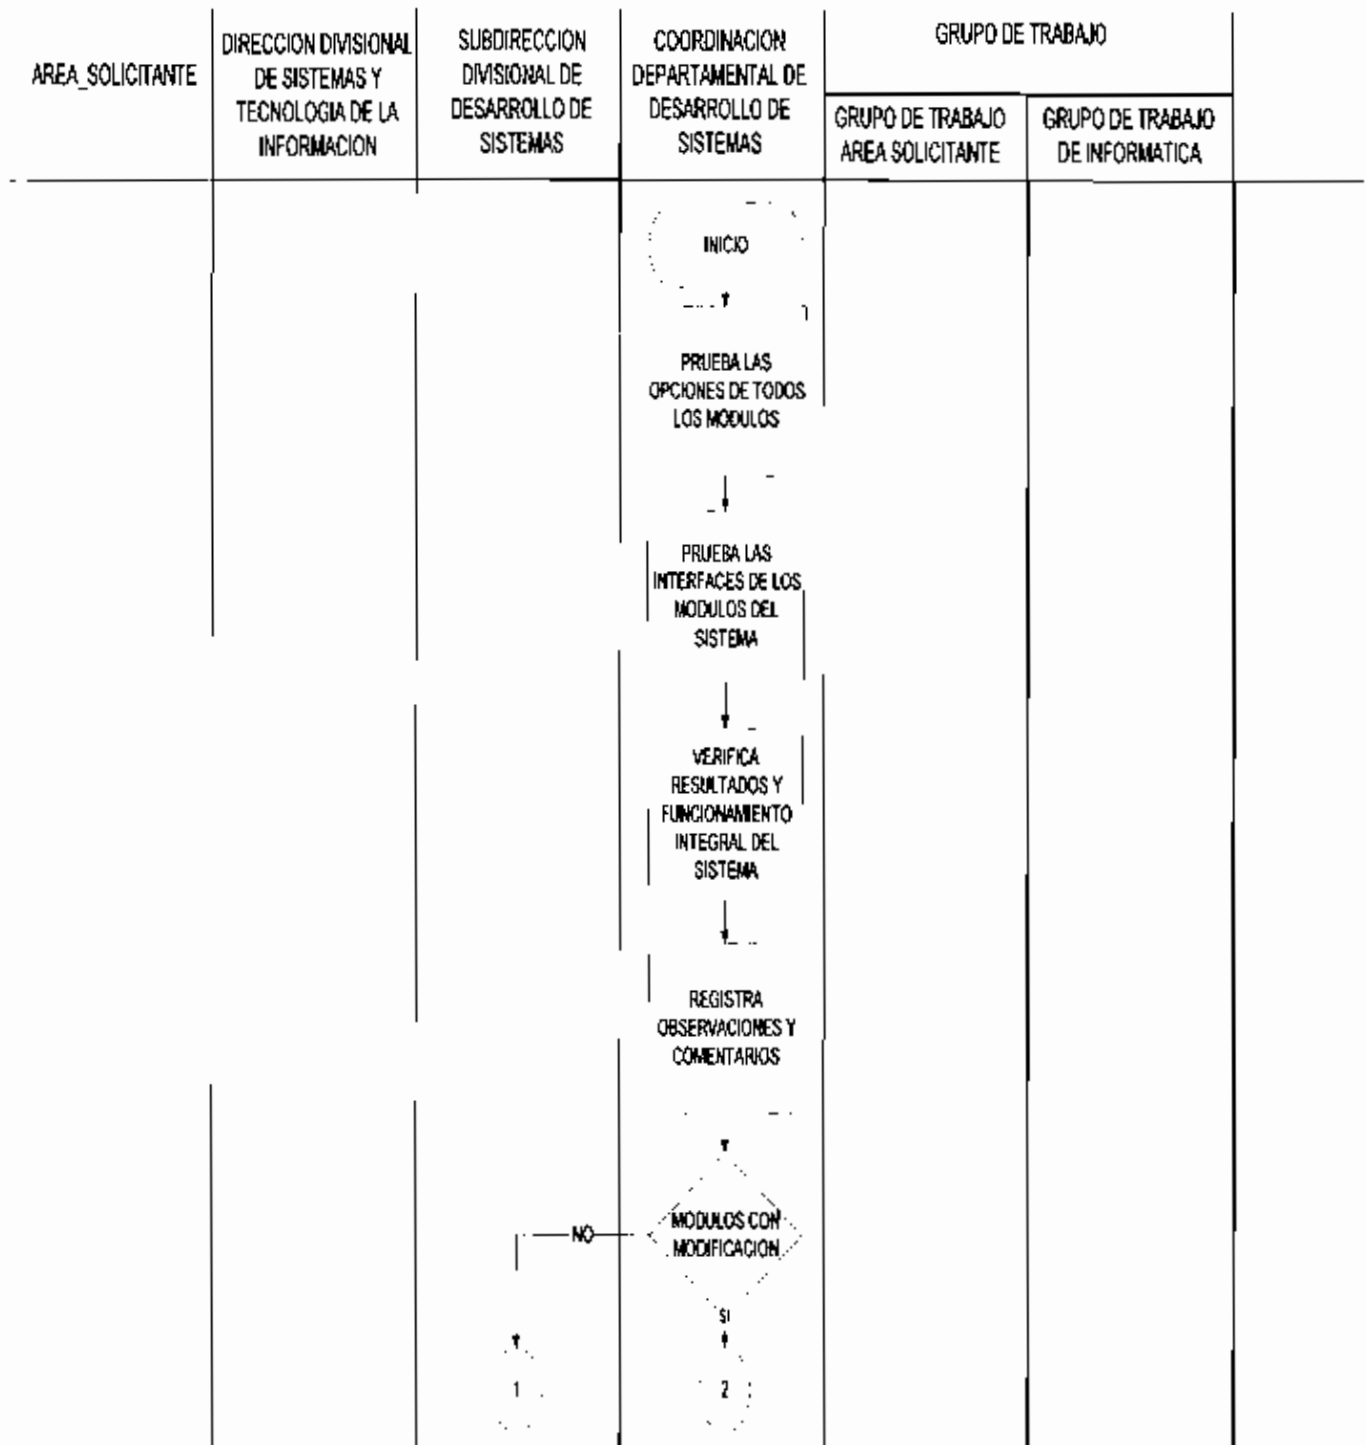 AREA_SOLICITANTE
DIRECCION DIVISIONAL
DE SISTEMAS Y
TECNOLOGIA DE LA
INFORMACION
SUBDIRECCION
DIVISIONAL DE
DESARROLLO DE
SISTEMAS
COORDINACION
DEPARTAMENTAL DE
DESARROLLO DE
SISTEMAS
GRUPO DE TRABAJO
GRUPO DE TRABAJO
AREA SOLICITANTE
GRUPO DE TRABAJO
DE INFORMATICA
INICIO
PRUEBA LAS
OPCIONES DE TODOS
LOS MODULOS
PRUEBA LAS
INTERFACES DE LOS
MODULOS DEL
SISTEMA
VERIFICA
RESULTADOS Y
FUNCIONAMIENTO
INTEGRAL DEL
SISTEMA
REGISTRA
OBSERVACIONES Y
COMENTARIOS
MODULOS CON
MODIFICACION
NO
SI
1
2